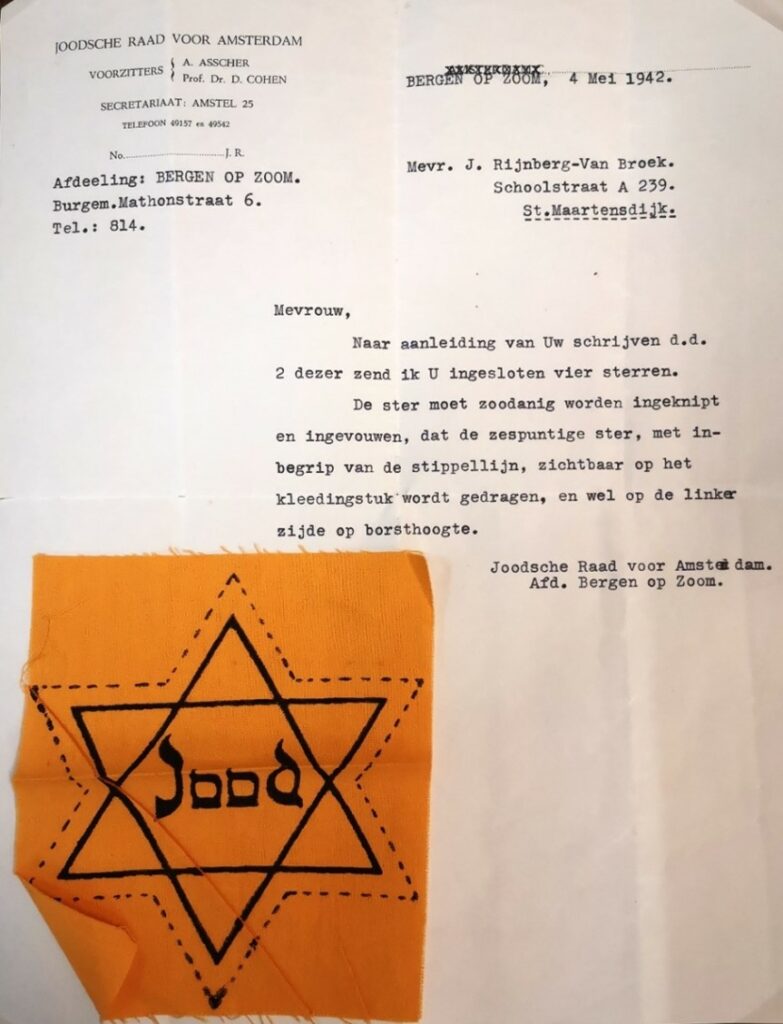 JOODSCHE RAAD VOOR AMSTERDAM
VOORZITTERS { A. ASSCHER
Prof. Dr. D. COHEN
SECRETARIAAT: AMSTEL 25
TELEFOON 49157 en 49542
No. J. R.
Afdeeling: BERGEN OP ZOOM.
Burgem.Mathonstraat 6.
Tel.: 814.
BERGEN OP ZOOM, 4 Mei 1942.
Mevr. J. Rijnberg-Van Broek.
Schoolstraat A 239.
St.Maartensdijk.
Mevrouw,
Naar aanleiding van Uw schrijven d.d.
2 dezer zend ik U ingesloten vier sterren.
De ster moet zoodanig worden ingeknipt
en ingevouwen, dat de zespuntige ster, met in-
begrip van de stippellijn, zichtbaar op het
kleedingstuk wordt gedragen, en wel op de linker
zijde op borsthoogte.
Joodsche Raad voor Amsterdam.
Afd. Bergen op Zoom.
Jood